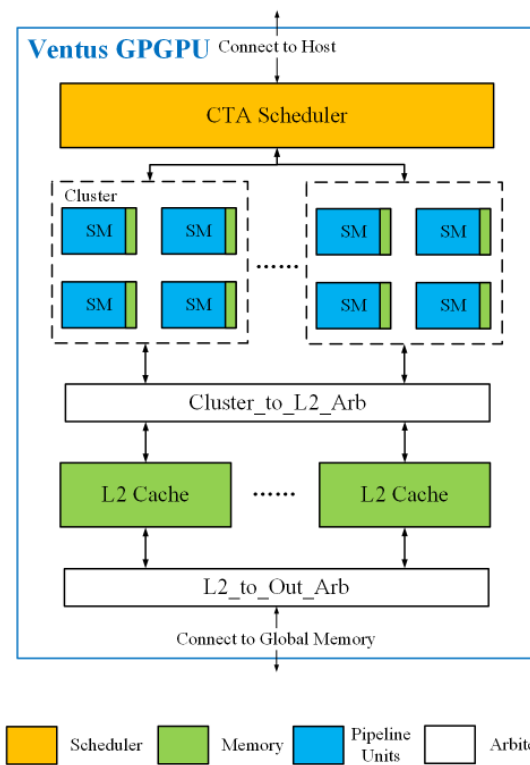 Connect to Host
Ventus GPGPU
CTA Scheduler
Cluster
SM SM SM SM
......
SM SM SM SM
Cluster_to_L2_Arb
L2 Cache ...... L2 Cache
L2_to_Out_Arb
Connect to Global Memory
Scheduler Memory Pipeline Units